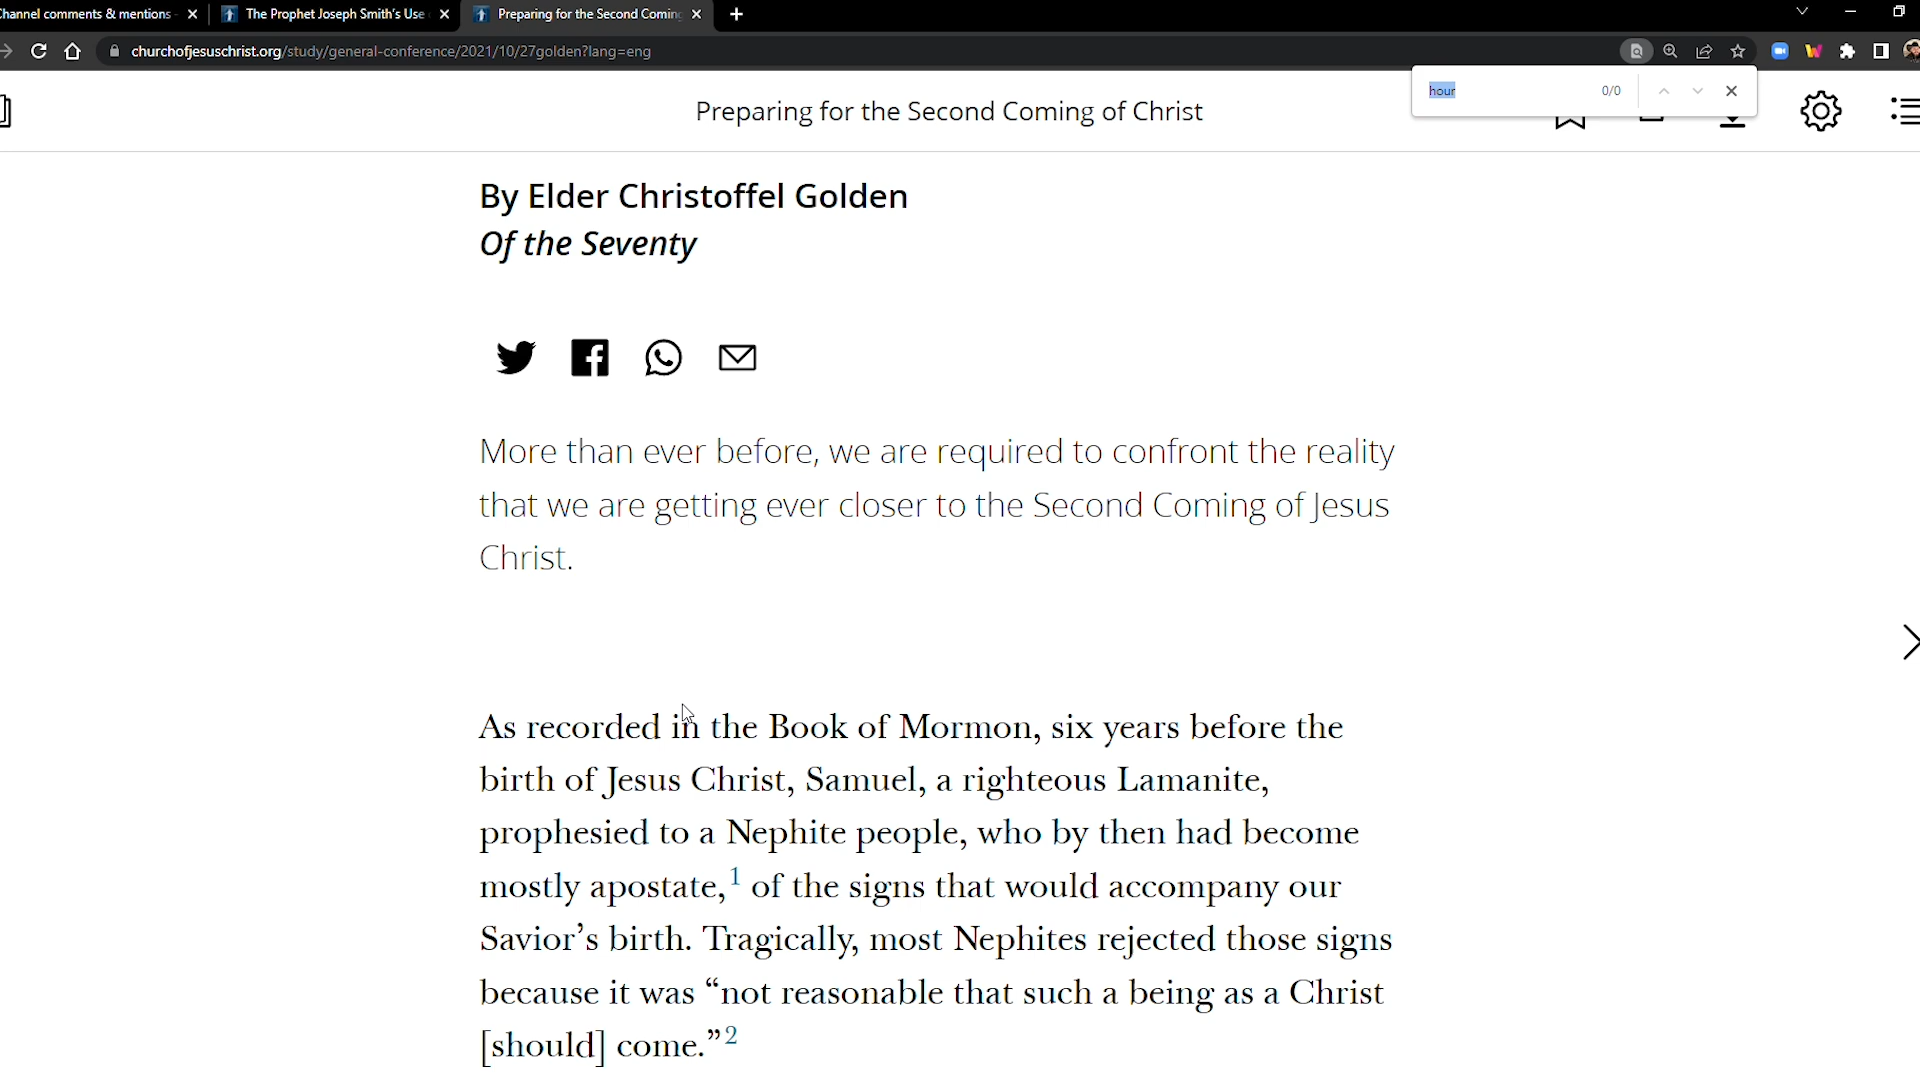 Channel comments & mentions -
The Prophet Joseph Smith's Use
Preparing for the Second Coming
churchofjesuschrist.org/study/general-conference/2021/10/27golden?lang=eng
hour 0/0
Preparing for the Second Coming of Christ
By Elder Christoffel Golden
Of the Seventy
More than ever before, we are required to confront the reality
that we are getting ever closer to the Second Coming of Jesus
Christ.
As recorded in the Book of Mormon, six years before the
birth of Jesus Christ, Samuel, a righteous Lamanite,
prophesied to a Nephite people, who by then had become
mostly apostate,1 of the signs that would accompany our
Savior’s birth. Tragically, most Nephites rejected those signs
because it was “not reasonable that such a being as a Christ
[should] come.”2